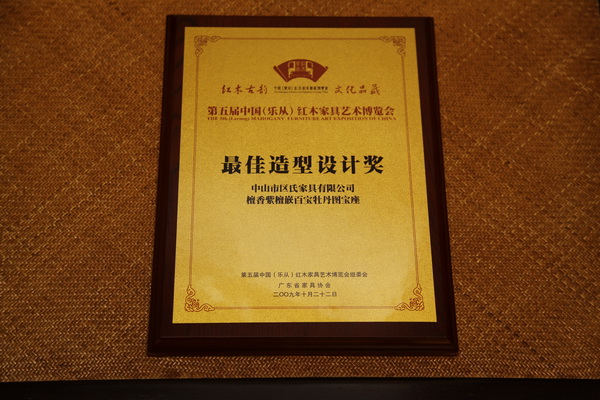 红木古韵 文化品藏
第五届中国(乐从)红木家具艺术博览会
THE 5th (Lecong) MAHOGANY FURNITURE ART EXPOSITION OF CHINA
最佳造型设计奖
中山市区氏家具有限公司
檀香紫檀嵌百宝牡丹图宝座
第五届中国(乐从)红木家具艺术博览会组委会
广东省家具协会
二〇〇九年十月二十二日